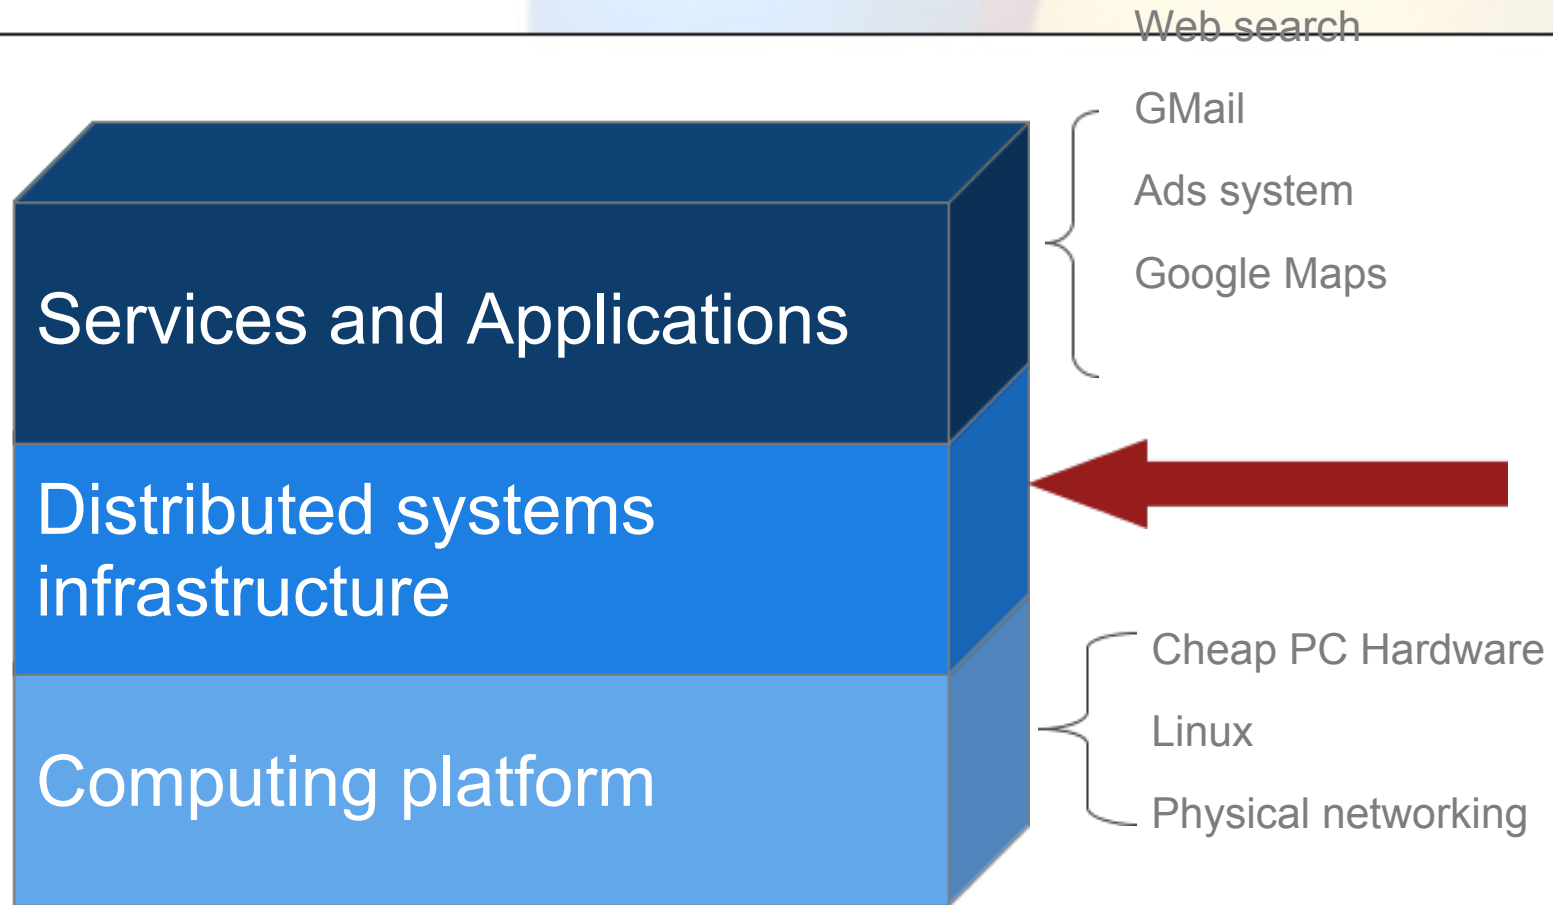 Web search
GMail
Ads system
Google Maps
Services and Applications
Distributed systems
infrastructure
Cheap PC Hardware
Linux
Physical networking
Computing platform